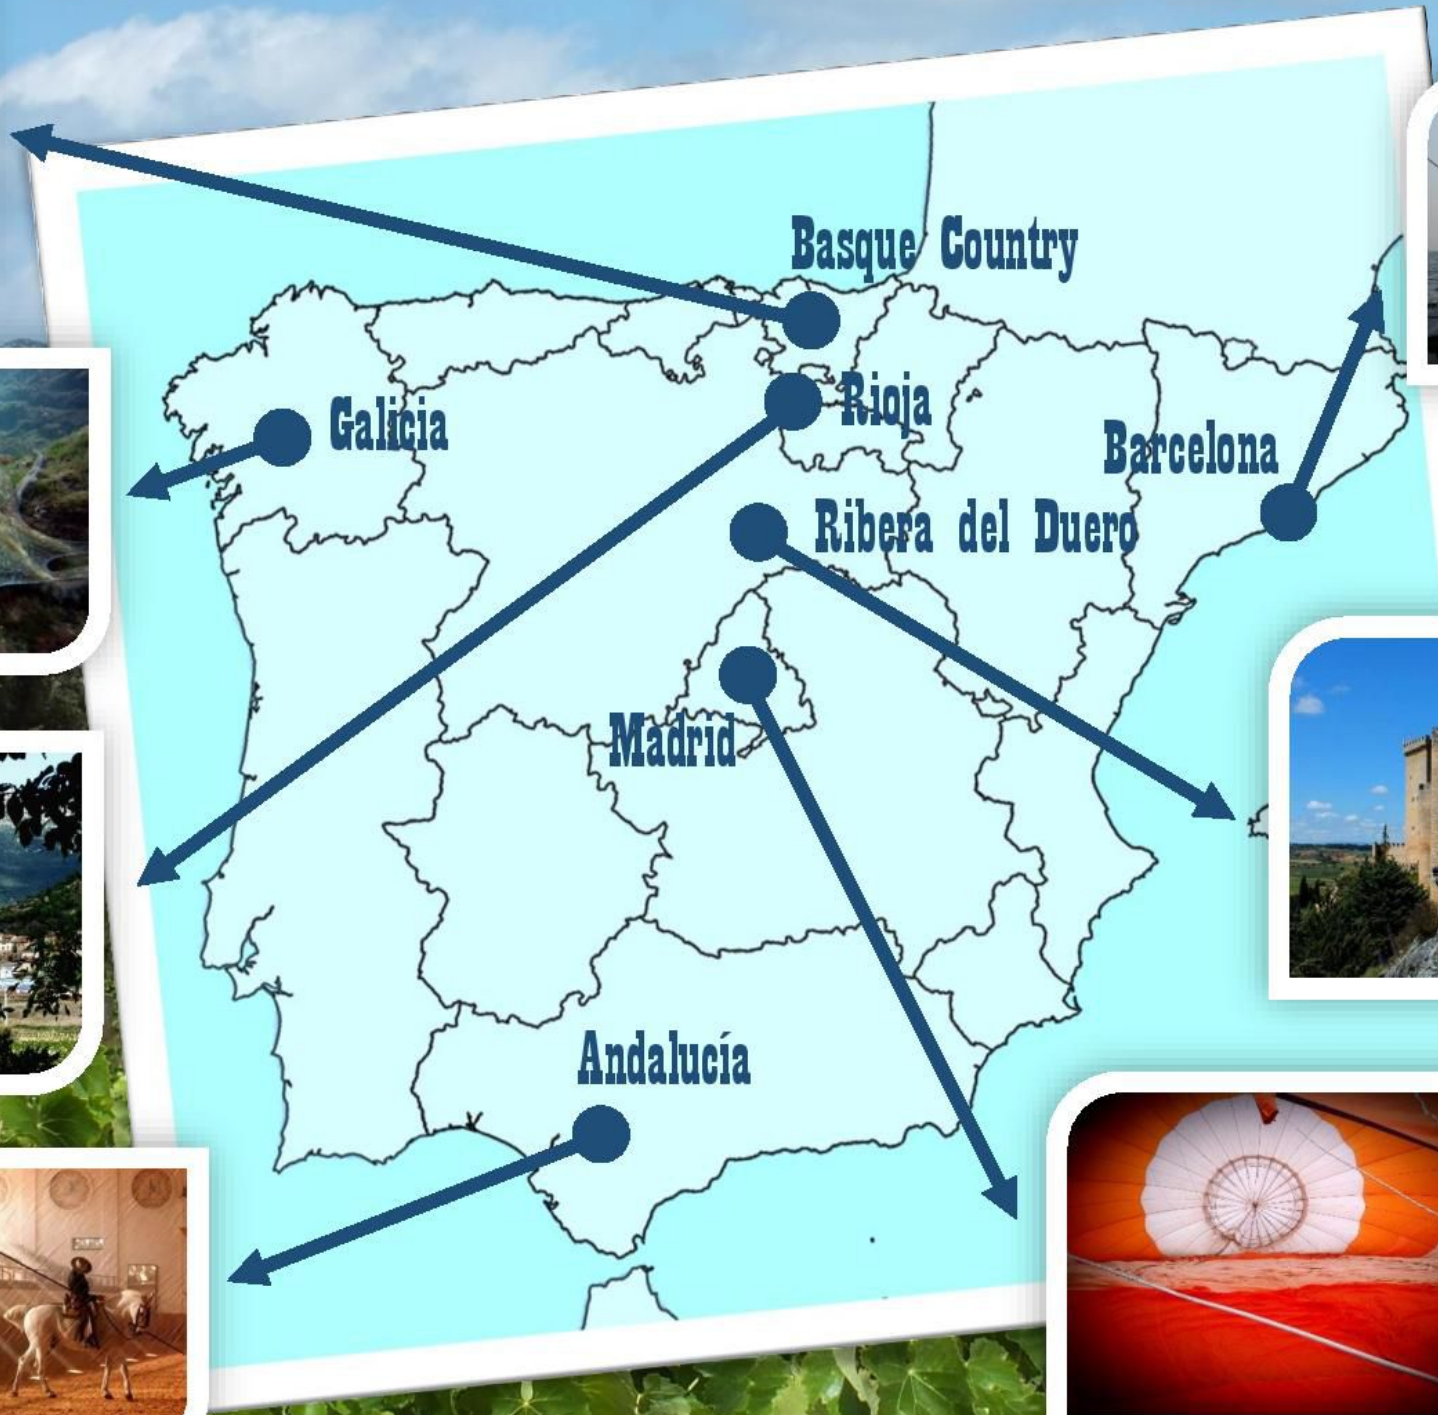 Basque Country
Rioja
Galicia
Barcelona
Ribera del Duero
Madrid
Andalucía